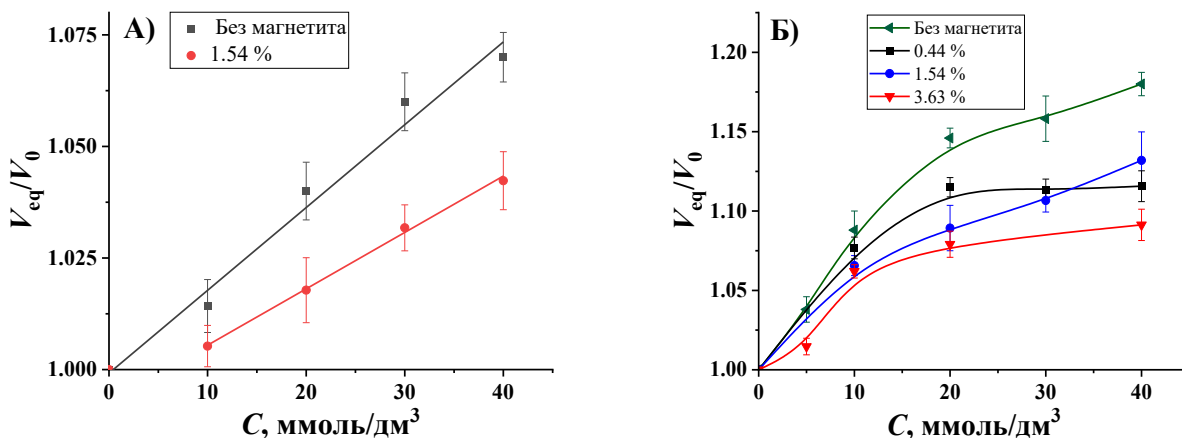 А)
Без магнетита
1.54 %
1.075
1.050
1.025
1.000
V_eq/V_0
0 10 20 30 40
C, ммоль/дм³
Б)
Без магнетита
0.44 %
1.54 %
3.63 %
1.20
1.15
1.10
1.05
1.00
V_eq/V_0
0 10 20 30 40
C, ммоль/дм³